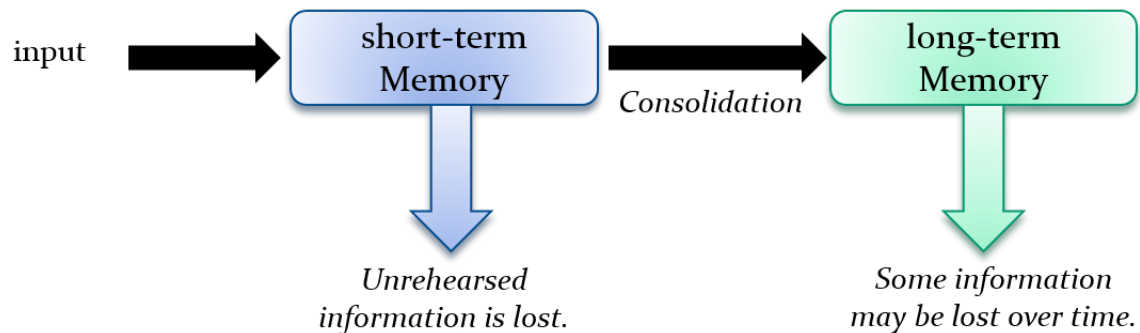 input
short-term
Memory
Consolidation
long-term
Memory
Unrehearsed
information is lost.
Some information
may be lost over time.